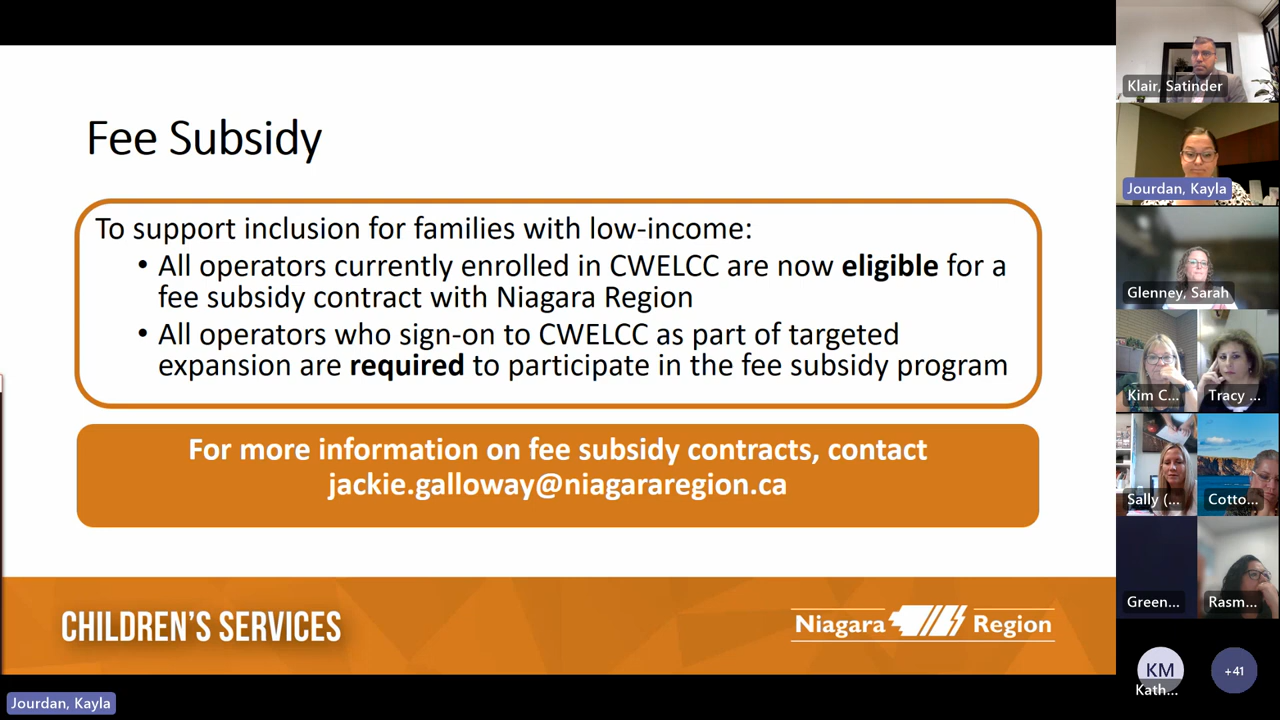 Fee Subsidy
To support inclusion for families with low-income:
• All operators currently enrolled in CWELCC are now eligible for a
fee subsidy contract with Niagara Region
• All operators who sign-on to CWELCC as part of targeted
expansion are required to participate in the fee subsidy program
For more information on fee subsidy contracts, contact
jackie.galloway@niagararegion.ca
CHILDREN'S SERVICES
Niagara Region
Jourdan, Kayla
Klair, Satinder
Jourdan, Kayla
Glenney, Sarah
Kim C...
Tracy ...
Sally (...
Cotto...
Green...
Rasm...
KM
Kath...
+41